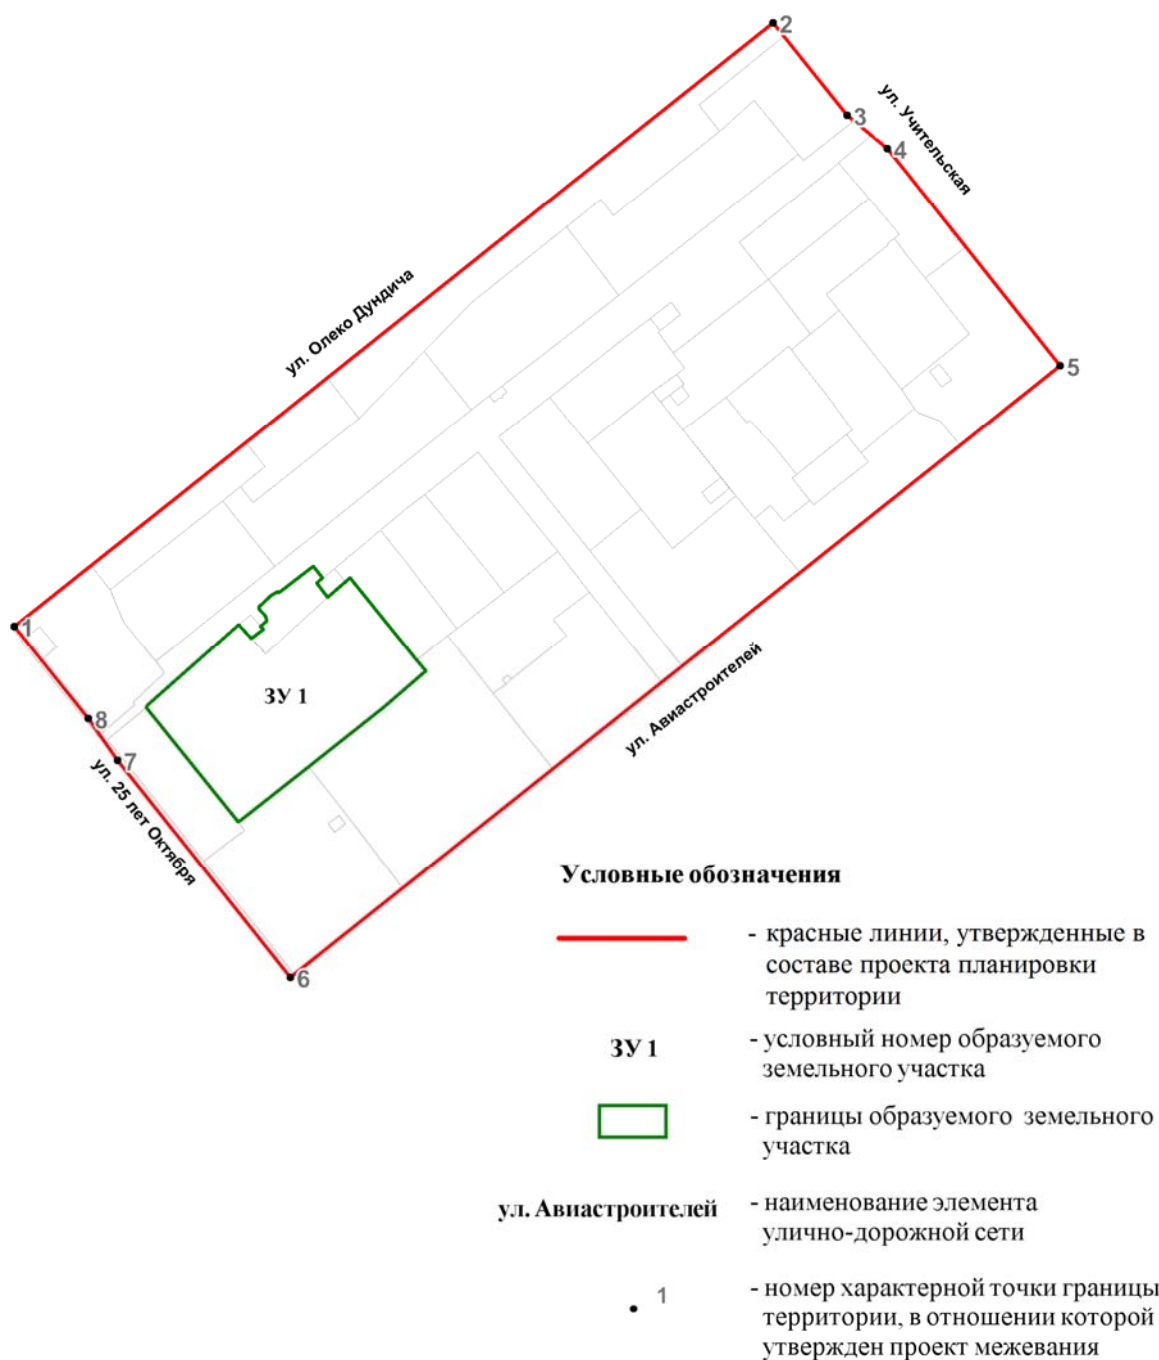 2
ул. Учительская
3
4
ул. Олеко Дундича
5
1
ЗУ 1
8
ул. Авиастроителей
7
ул. 25 лет Октября
6
Условные обозначения
- красные линии, утвержденные в
составе проекта планировки
территории
ЗУ 1
- условный номер образуемого
земельного участка
- границы образуемого земельного
участка
ул. Авиастроителей
- наименование элемента
улично-дорожной сети
1
- номер характерной точки границы
территории, в отношении которой
утвержден проект межевания